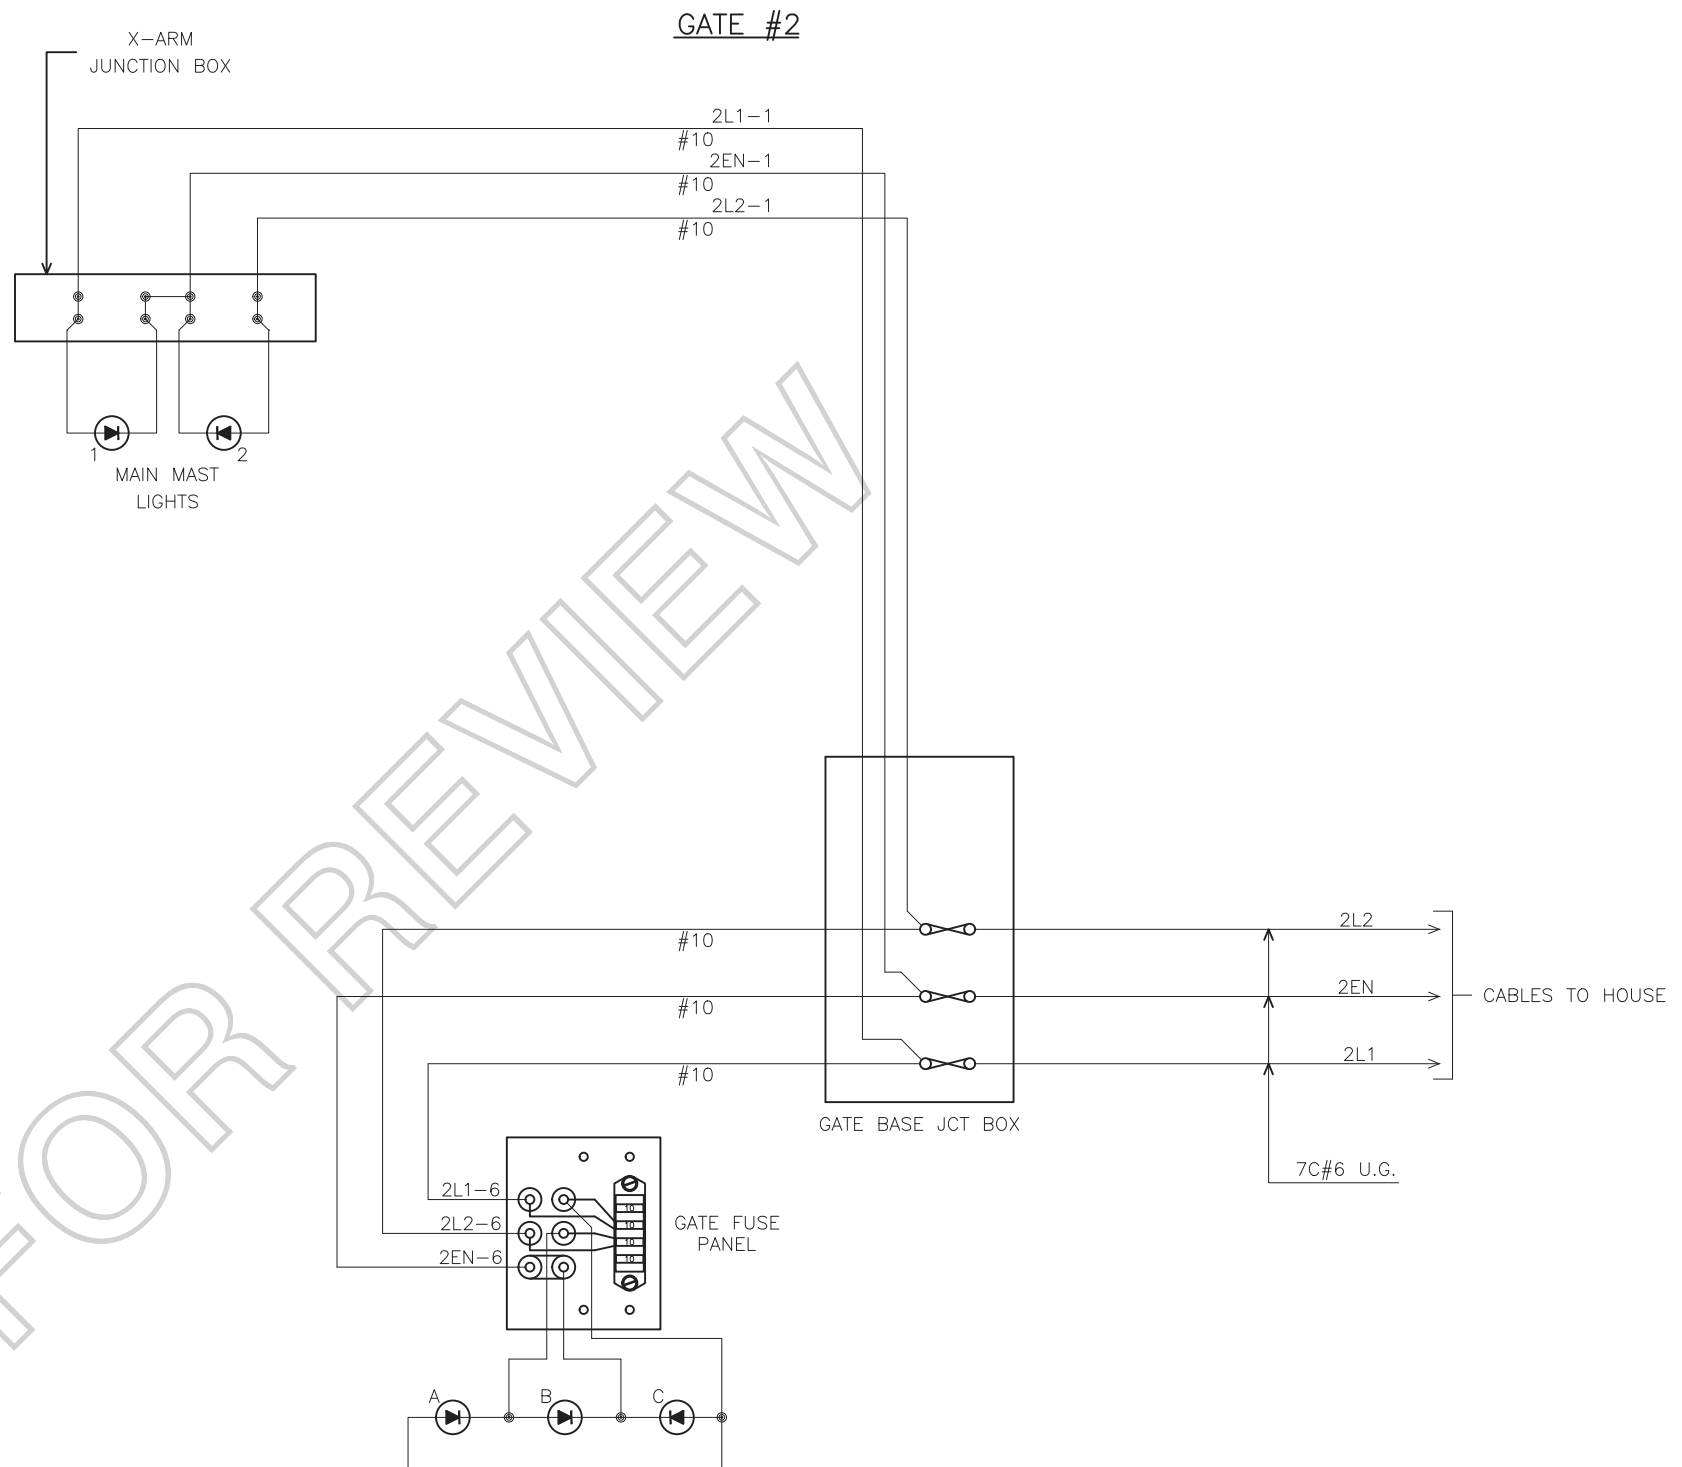 GATE #2
X-ARM
JUNCTION BOX
2L1-1
#10
2EN-1
#10
2L2-1
#10
1
2
MAIN MAST
LIGHTS
FOR REVIEW
2L2
#10
2EN
CABLES TO HOUSE
#10
2L1
#10
GATE BASE JCT BOX
7C#6 U.G.
2L1-6
2L2-6
2EN-6
10
10
10
10
GATE FUSE
PANEL
A
B
C